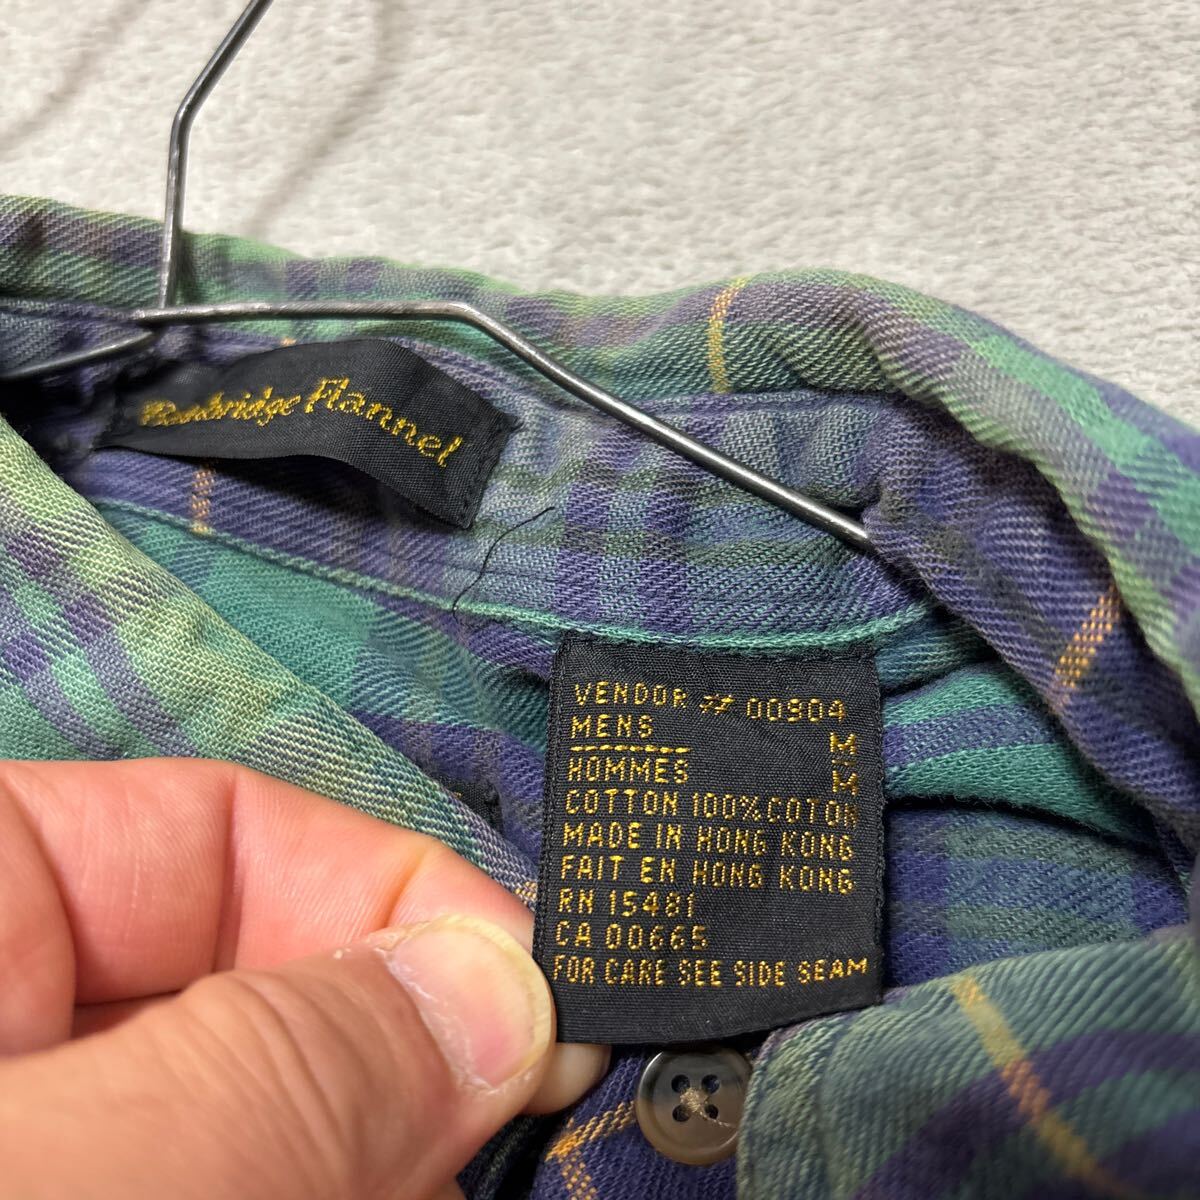 Bainbridge Flannel
VENDOR # 00904
MENS M
HOMMES M
COTTON 100% COTON
MADE IN HONG KONG
FAIT EN HONG KONG
RN 15481
CA 00665
FOR CARE SEE SIDE SEAM